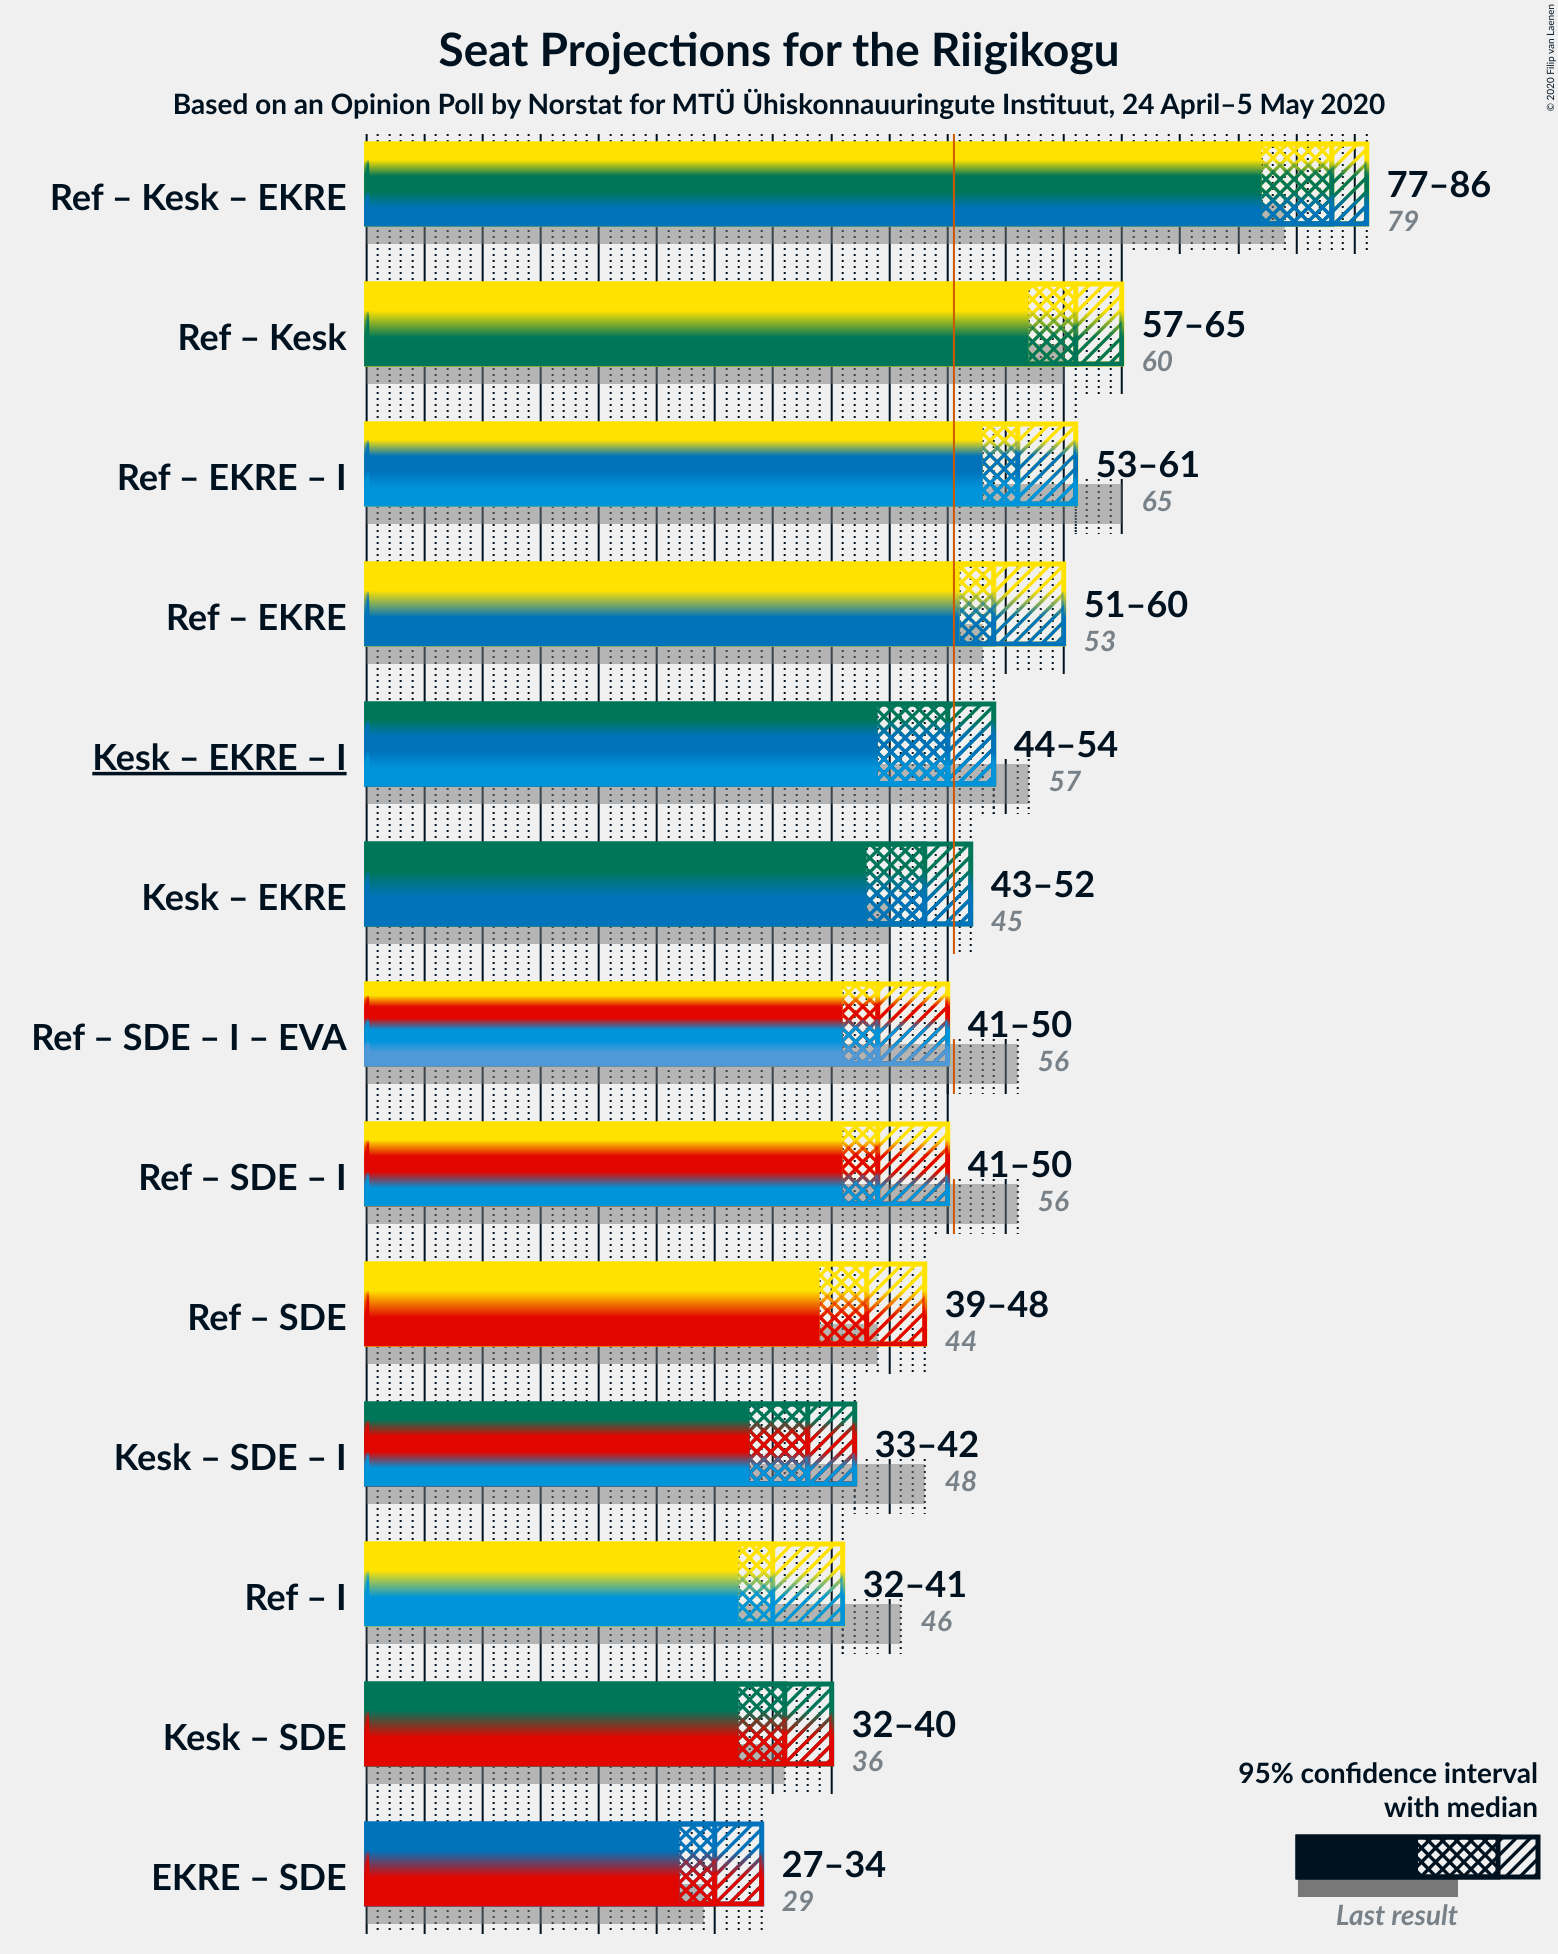 Seat Projections for the Riigikogu
Based on an Opinion Poll by Norstat for MTÜ Ühiskonnauuringute Instituut, 24 April–5 May 2020
© 2020 Filip van Laenen
Ref – Kesk – EKRE
77–86
79
Ref – Kesk
57–65
60
Ref – EKRE – I
53–61
65
Ref – EKRE
51–60
53
Kesk – EKRE – I
44–54
57
Kesk – EKRE
43–52
45
Ref – SDE – I – EVA
41–50
56
Ref – SDE – I
41–50
56
Ref – SDE
39–48
44
Kesk – SDE – I
33–42
48
Ref – I
32–41
46
Kesk – SDE
32–40
36
EKRE – SDE
27–34
29
95% confidence interval
with median
Last result